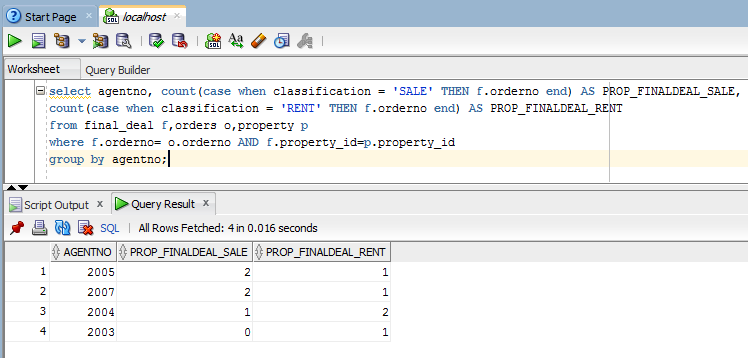 Start Page
localhost
Worksheet Query Builder
select agentno, count(case when classification = 'SALE' THEN f.orderno end) AS PROP_FINALDEAL_SALE,
count(case when classification = 'RENT' THEN f.orderno end) AS PROP_FINALDEAL_RENT
from final_deal f,orders o,property p
where f.orderno= o.orderno AND f.property_id=p.property_id
group by agentno;
Script Output x Query Result x
SQL | All Rows Fetched: 4 in 0.016 seconds
AGENTNO PROP_FINALDEAL_SALE PROP_FINALDEAL_RENT
1 2005 2 1
2 2007 2 1
3 2004 1 2
4 2003 0 1